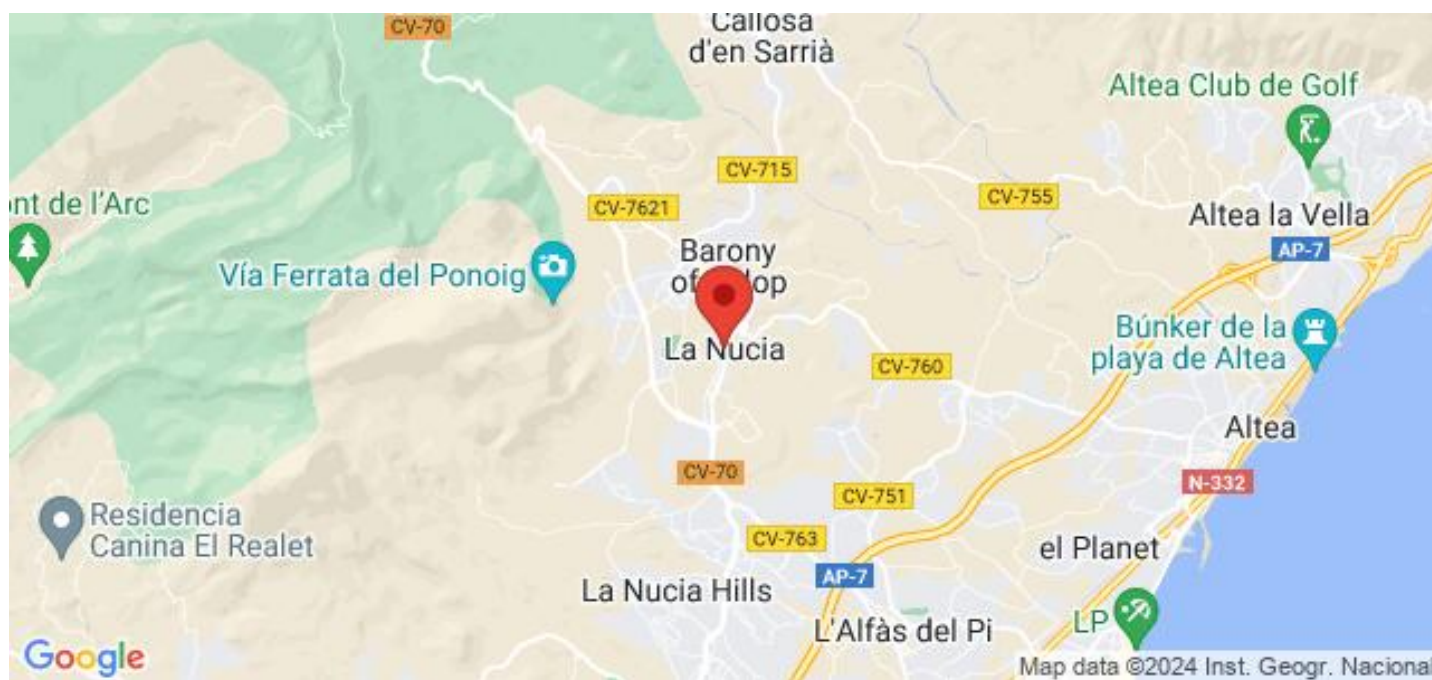 CV-70
Callosa
d'en Sarrià
Altea Club de Golf
CV-715
CV-755
nt de l'Arc
CV-7621
Altea la Vella
AP-7
Barony
of
op
Vía Ferrata del Ponoig
La Nucia
Búnker de la
playa de Altea
CV-760
Altea
CV-70
N-332
CV-751
Residencia
Canina El Realet
CV-763
el Planet
AP-7
La Nucia Hills
L'Alfàs del Pi
LP
Google
Map data ©2024 Inst. Geogr. Nacional